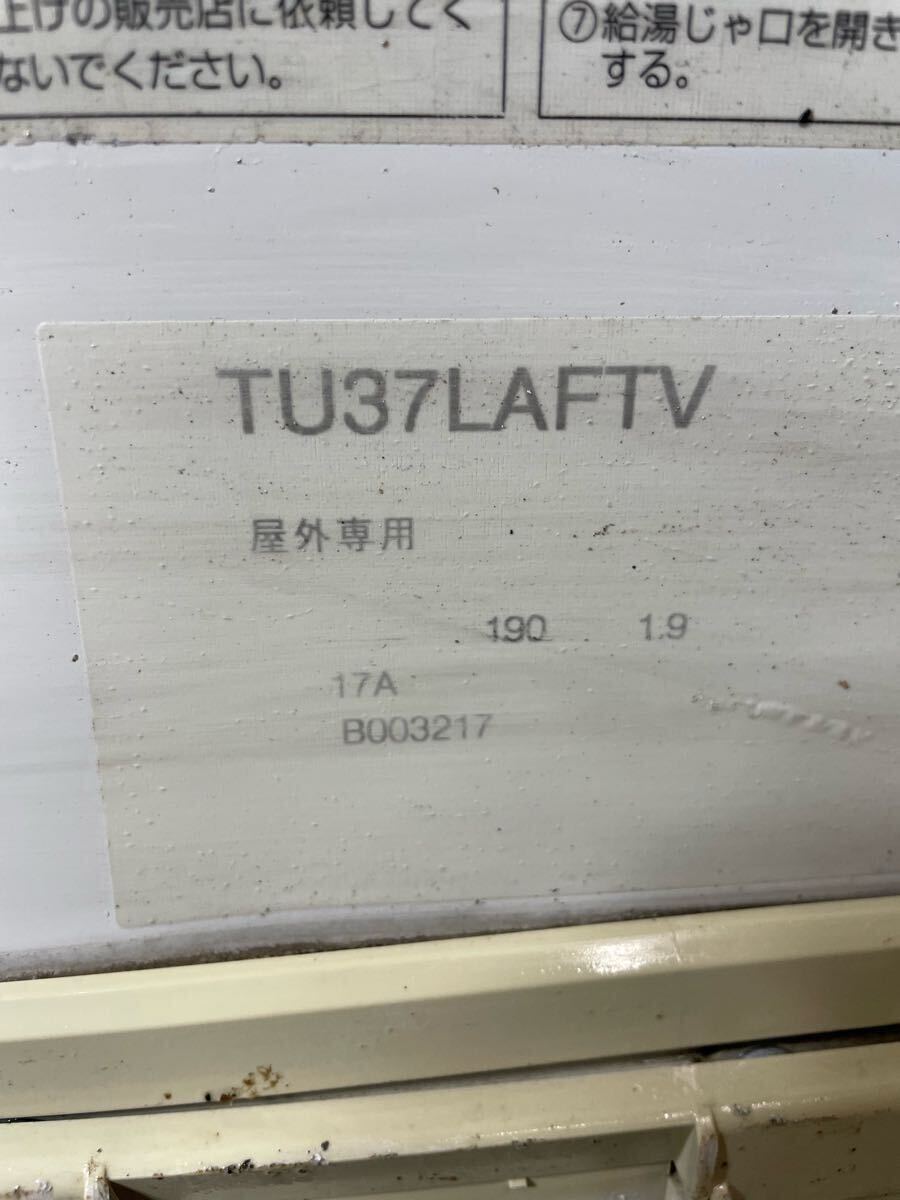 上げの販売店に依頼してく
ないでください。
⑦給湯じゃ口を開き
する。
TU37LAFTV
屋外専用
190 1.9
17A
B003217